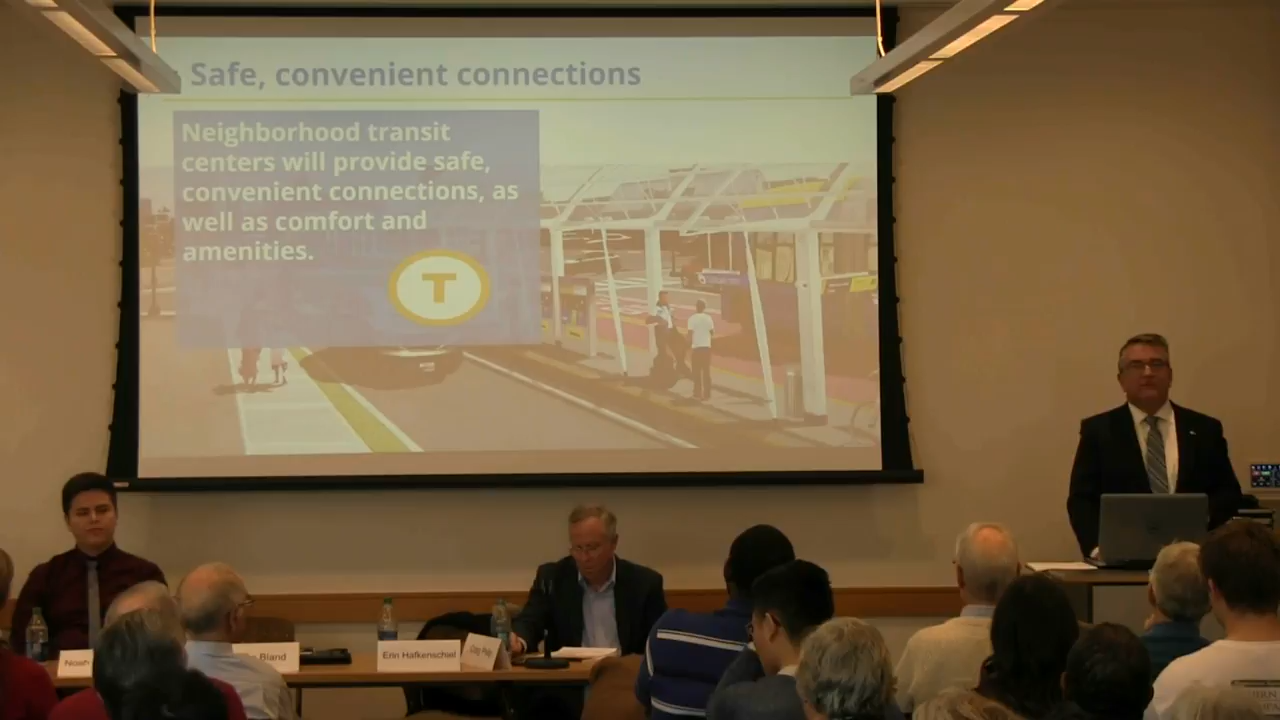 Safe, convenient connections
Neighborhood transit
centers will provide safe,
convenient connections, as
well as comfort and
amenities.
T
Noah
Bland
Erin Hafkenschiel